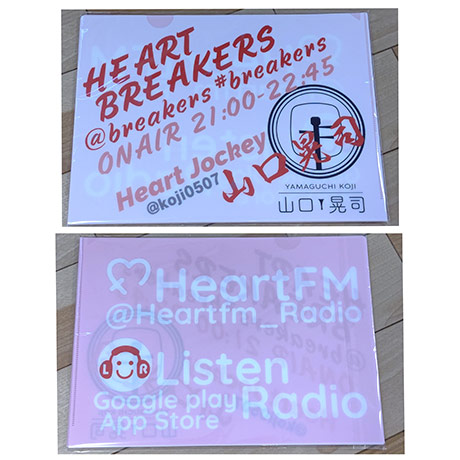 HEART
BREAKERS
@breakers#breakers
ONAIR 21:00-22:45
Heart Jockey
@koji0507
山口晃司
YAMAGUCHI KOJI
山口晃司
HeartFM
@Heartfm_Radio
L R
Listen
Radio
Google play
App Store